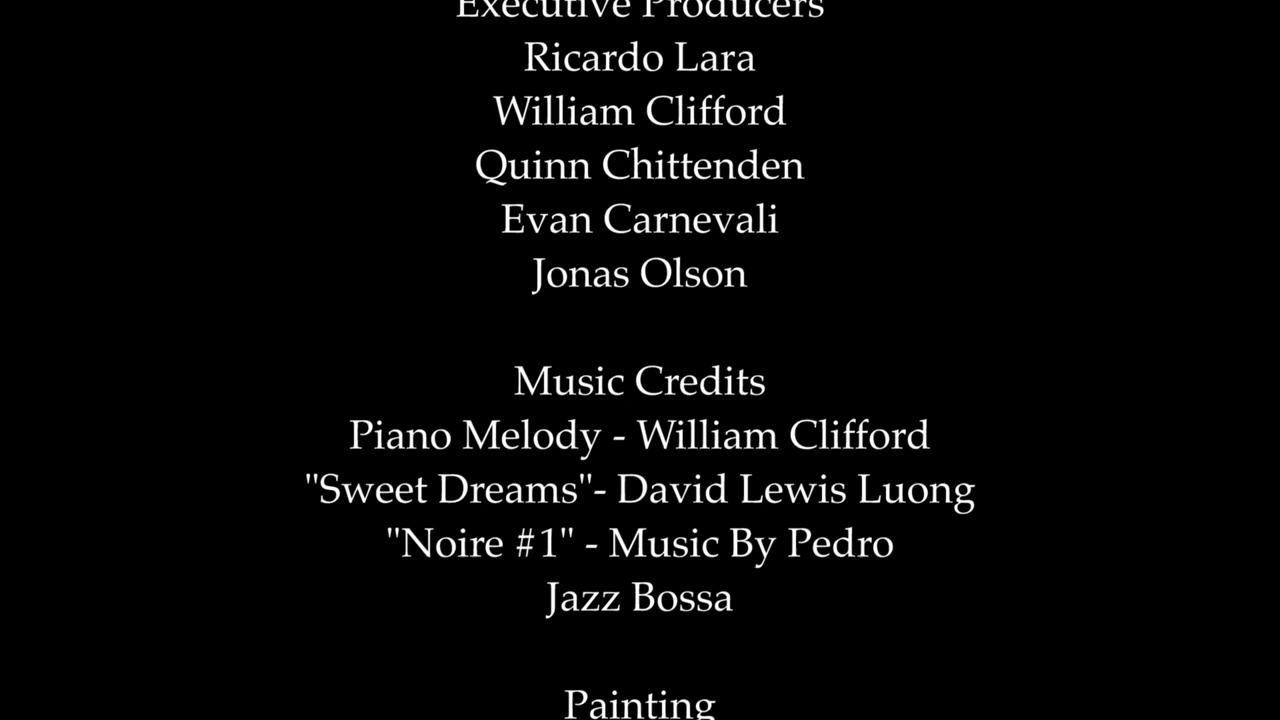 Executive Producers
Ricardo Lara
William Clifford
Quinn Chittenden
Evan Carnevali
Jonas Olson
Music Credits
Piano Melody - William Clifford
"Sweet Dreams"- David Lewis Luong
"Noire #1" - Music By Pedro
Jazz Bossa
Painting